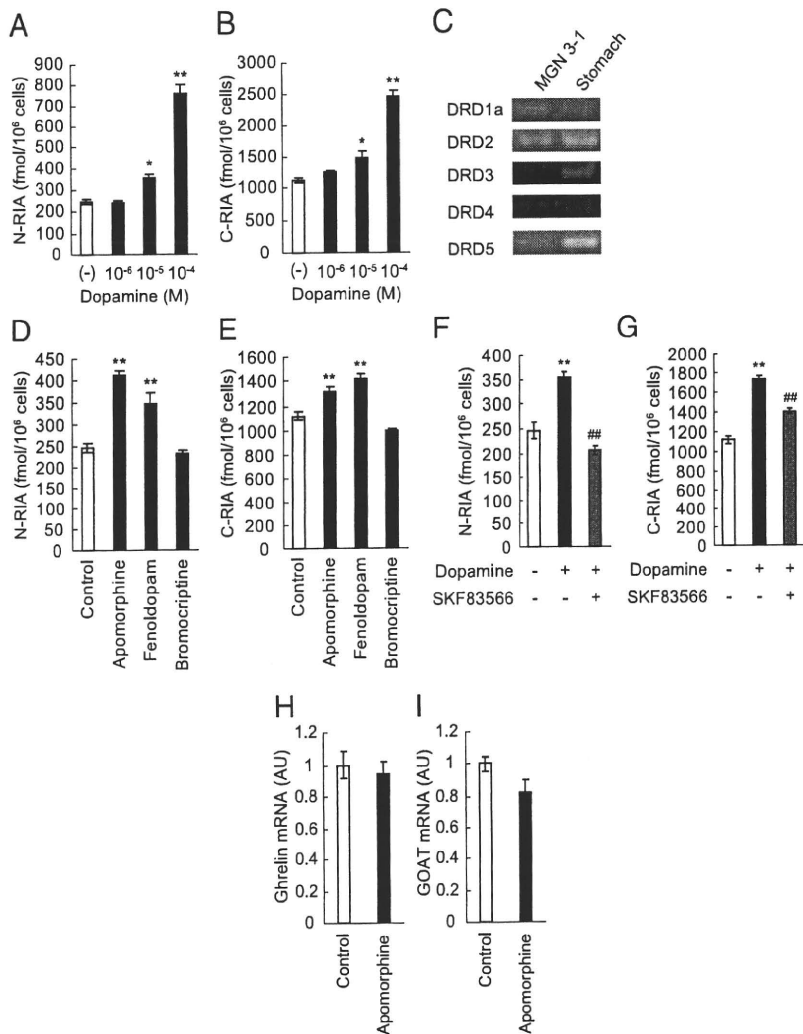 A
N-RIA (fmol/10⁶ cells)
900
800
700
600
500
400
300
200
100
0
*
**
(-) 10⁻⁶ 10⁻⁵ 10⁻⁴
Dopamine (M)
B
C-RIA (fmol/10⁶ cells)
3000
2500
2000
1500
1000
500
0
*
**
(-) 10⁻⁶ 10⁻⁵ 10⁻⁴
Dopamine (M)
C
MGN 3-1
Stomach
DRD1a
DRD2
DRD3
DRD4
DRD5
D
N-RIA (fmol/10⁶ cells)
450
400
350
300
250
200
150
100
50
0
**
**
Control
Apomorphine
Fenoldopam
Bromocriptine
E
C-RIA (fmol/10⁶ cells)
1600
1400
1200
1000
800
600
400
200
0
**
**
Control
Apomorphine
Fenoldopam
Bromocriptine
F
N-RIA (fmol/10⁶ cells)
400
350
300
250
200
150
100
50
0
**
##
Dopamine - + +
SKF83566 - - +
G
C-RIA (fmol/10⁶ cells)
2000
1800
1600
1400
1200
1000
800
600
400
200
0
**
##
Dopamine - + +
SKF83566 - - +
H
Ghrelin mRNA (AU)
1.2
1
0.8
0.6
0.4
0.2
0
Control
Apomorphine
I
GOAT mRNA (AU)
1.2
1
0.8
0.6
0.4
0.2
0
Control
Apomorphine